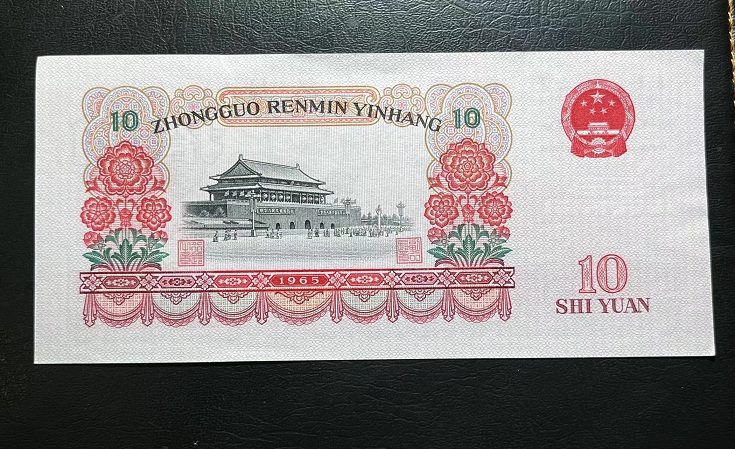 10 ZHONGGUO RENMIN YINHANG 10
1965
10
SHI YUAN